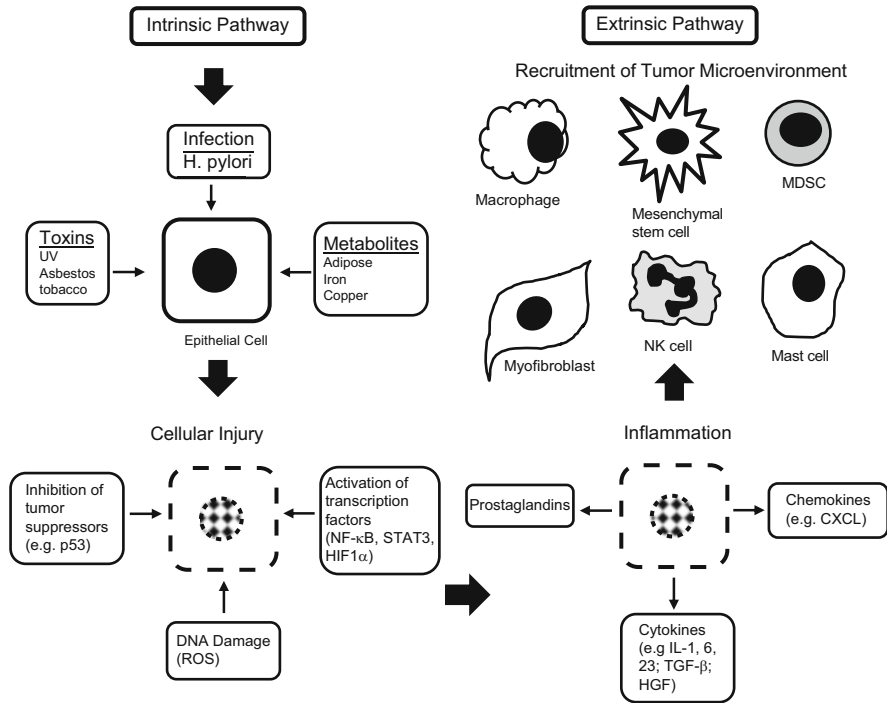 Intrinsic Pathway
Infection
H. pylori
Toxins
UV
Asbestos
tobacco
Metabolites
Adipose
Iron
Copper
Epithelial Cell
Cellular Injury
Inhibition of
tumor
suppressors
(e.g. p53)
Activation of
transcription
factors
(NF-κB, STAT3,
HIF1α)
DNA Damage
(ROS)
Extrinsic Pathway
Recruitment of Tumor Microenvironment
Macrophage
Mesenchymal
stem cell
MDSC
Myofibroblast
NK cell
Mast cell
Inflammation
Prostaglandins
Chemokines
(e.g. CXCL)
Cytokines
(e.g IL-1, 6,
23; TGF-β;
HGF)